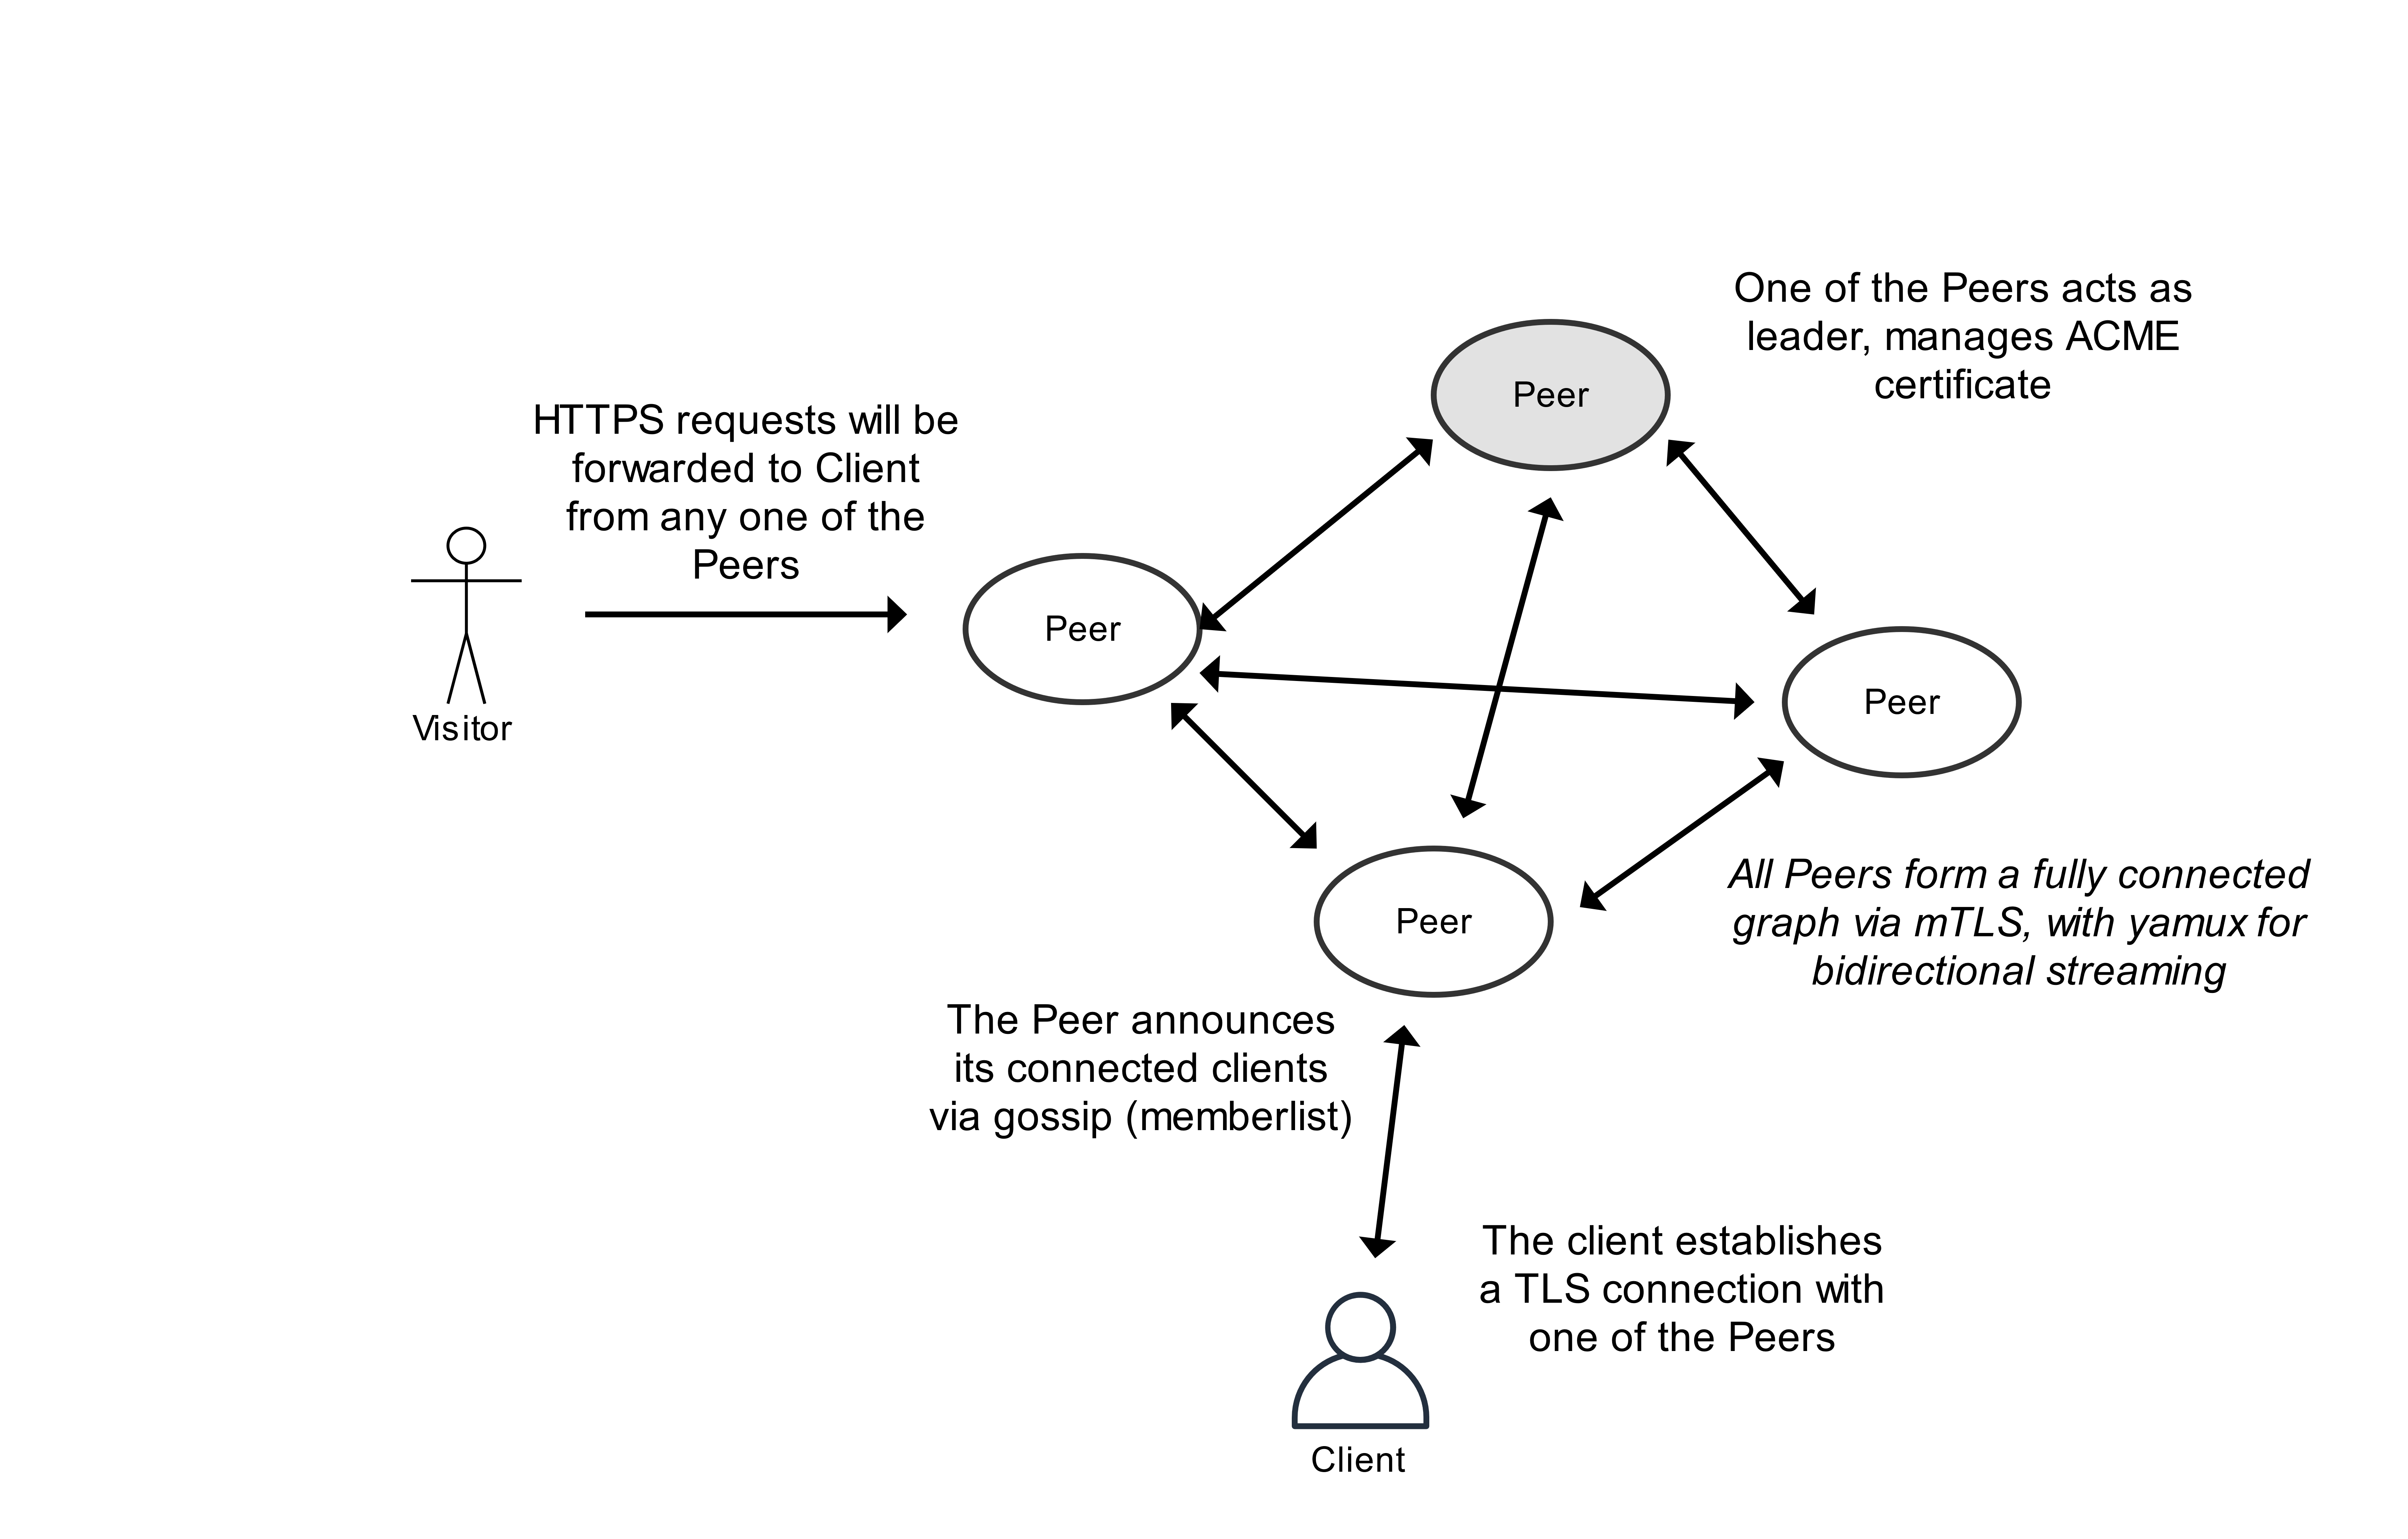 One of the Peers acts as
leader, manages ACME
certificate
Peer
HTTPS requests will be
forwarded to Client
from any one of the
Peers
Visitor
Peer
Peer
All Peers form a fully connected
graph via mTLS, with yamux for
bidirectional streaming
Peer
The Peer announces
its connected clients
via gossip (memberlist)
The client establishes
a TLS connection with
one of the Peers
Client